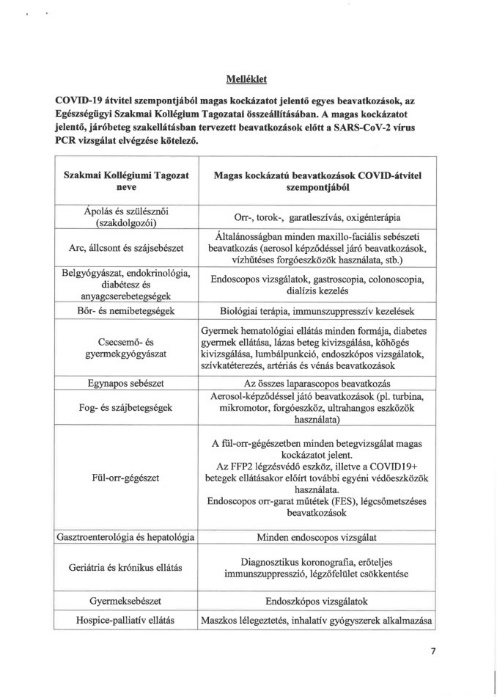 Melléklet
COVID-19 átvitel szempontjából magas kockázatot jelentő egyes beavatkozások, az
Egészségügyi Szakmai Kollégium Tagozatai összeállításában. A magas kockázatot
jelentő, járóbeteg szakellátásban tervezett beavatkozások előtt a SARS-CoV-2 vírus
PCR vizsgálat elvégzése kötelező.
Szakmai Kollégiumi Tagozat
neve
Magas kockázatú beavatkozások COVID-átvitel
szempontjából
Ápolás és szülésznői
(szakdolgozói)
Orr-, torok-, garatleszívás, oxigénterápia
Arc, állcsont és szájsebészet
Általánosságban minden maxillo-faciális sebészeti
beavatkozás (aerosol képződéssel járó beavatkozások,
vízhűtéses forgóeszközök használata, stb.)
Belgyógyászat, endokrinológia,
diabétesz és
anyagcserebetegségek
Endoscopos vizsgálatok, gastroscopia, colonoscopia,
dialízis kezelés
Bőr- és nemibetegségek
Biológiai terápia, immunszuppresszív kezelések
Csecsemő- és
gyermekgyógyászat
Gyermek hematológiai ellátás minden formája, diabetes
gyermek ellátása, lázas beteg kivizsgálása, köhögés
kivizsgálása, lumbálpunkció, endoszkópos vizsgálatok,
szívkatéterezés, artériás és vénás beavatkozások
Egynapos sebészet
Az összes laparascopos beavatkozás
Fog- és szájbetegségek
Aerosol-képződéssel játó beavatkozások (pl. turbina,
mikromotor, forgóeszköz, ultrahangos eszközök
használata)
Fül-orr-gégészet
A fül-orr-gégészetben minden betegvizsgálat magas
kockázatot jelent.
Az FFP2 légzésvédő eszköz, illetve a COVID19+
betegek ellátásakor előírt további egyéni védőeszközök
használata.
Endoscopos orr-garat műtétek (FES), légcsőmetszéses
beavatkozások
Gasztroenterológia és hepatológia
Minden endoscopos vizsgálat
Geriátria és krónikus ellátás
Diagnosztikus koronografia, erőteljes
immunszuppresszió, légzőfelület csökkentése
Gyermeksebészet
Endoszkópos vizsgálatok
Hospice-palliatív ellátás
Maszkos lélegeztetés, inhalatív gyógyszerek alkalmazása
7